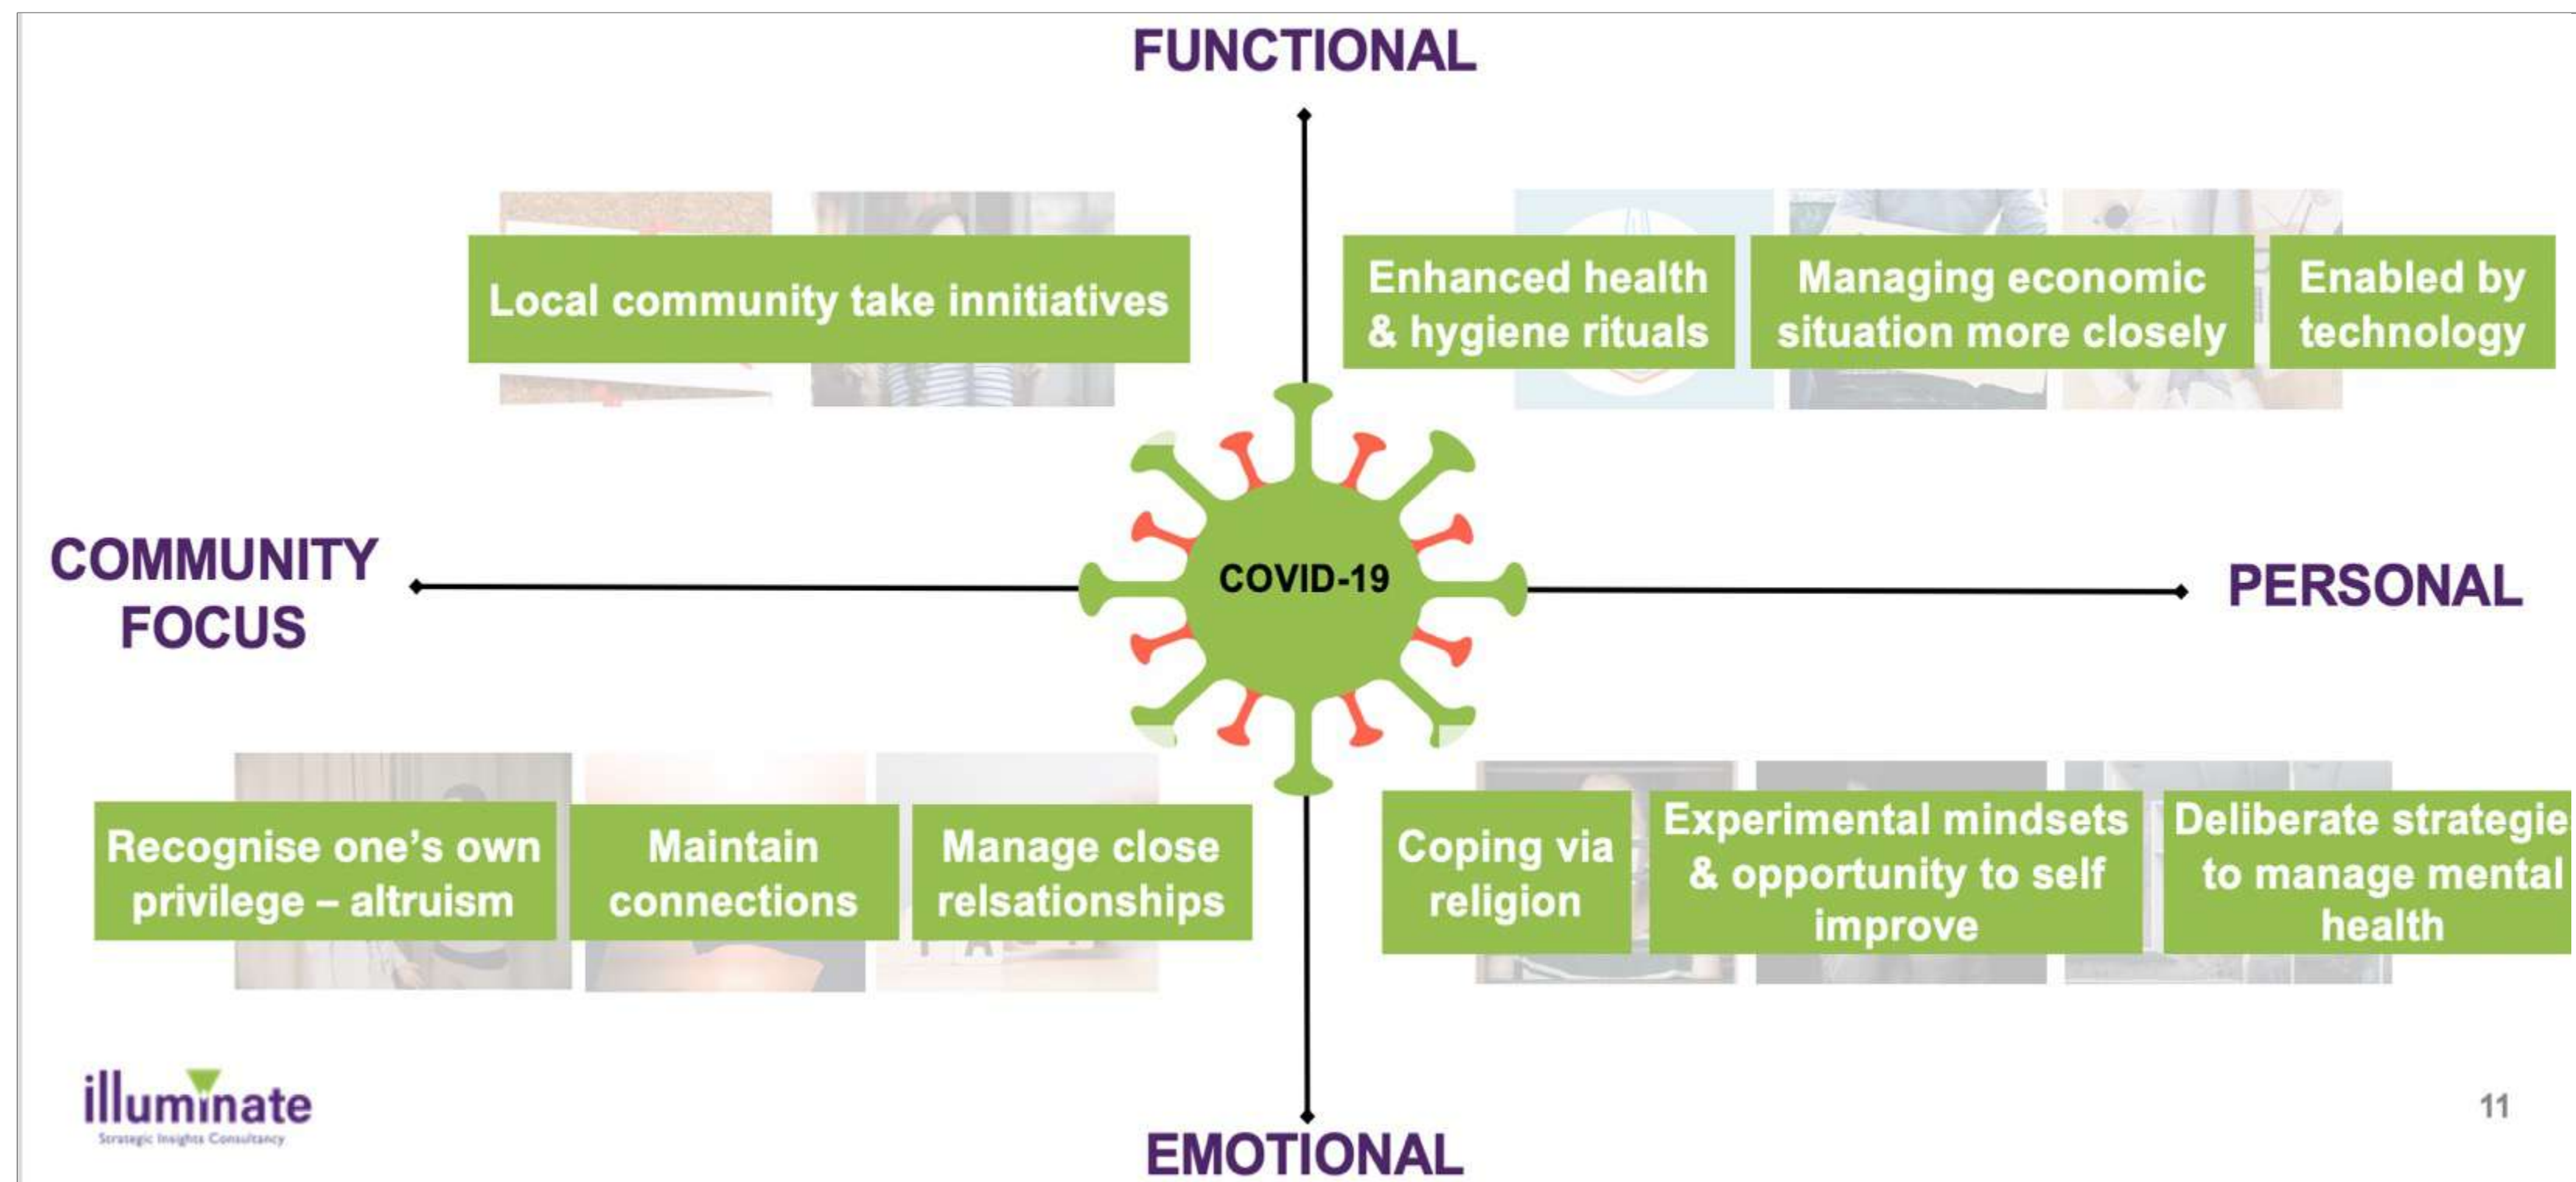 FUNCTIONAL
Local community take innitiatives
Enhanced health
& hygiene rituals
Managing economic
situation more closely
Enabled by
technology
COMMUNITY
FOCUS
COVID-19
PERSONAL
Recognise one's own
privilege – altruism
Maintain
connections
Manage close
relsationships
Coping via
religion
Experimental mindsets
& opportunity to self
improve
Deliberate strategie
to manage mental
health
illuminate
Strategic Insights Consultancy
11
EMOTIONAL